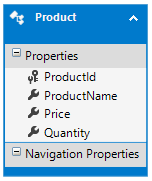 Product
Properties
ProductId
ProductName
Price
Quantity
Navigation Properties